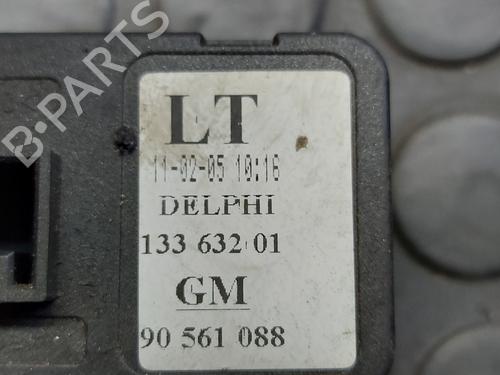 B-PARTS
LT
11-02-05 10:16
DELPHI
133 632 01
GM
90 561 088